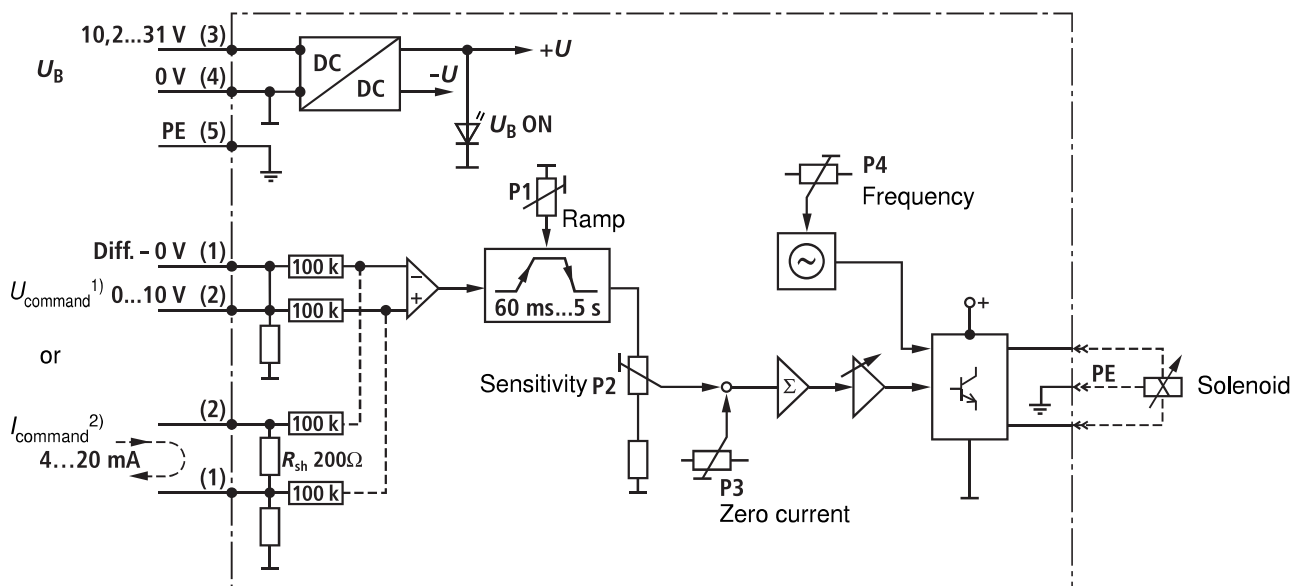 10,2...31 V (3)
U_B
0 V (4)
PE (5)
DC
DC
+U
–U
U_B ON
P1
Ramp
P4
Frequency
Diff. – 0 V (1)
100 k
U_command 1) 0...10 V (2)
100 k
–
+
60 ms...5 s
~
or
+
Sensitivity P2
Σ
PE
Solenoid
(2)
100 k
I_command 2)
4...20 mA
R_sh 200Ω
(1)
100 k
P3
Zero current